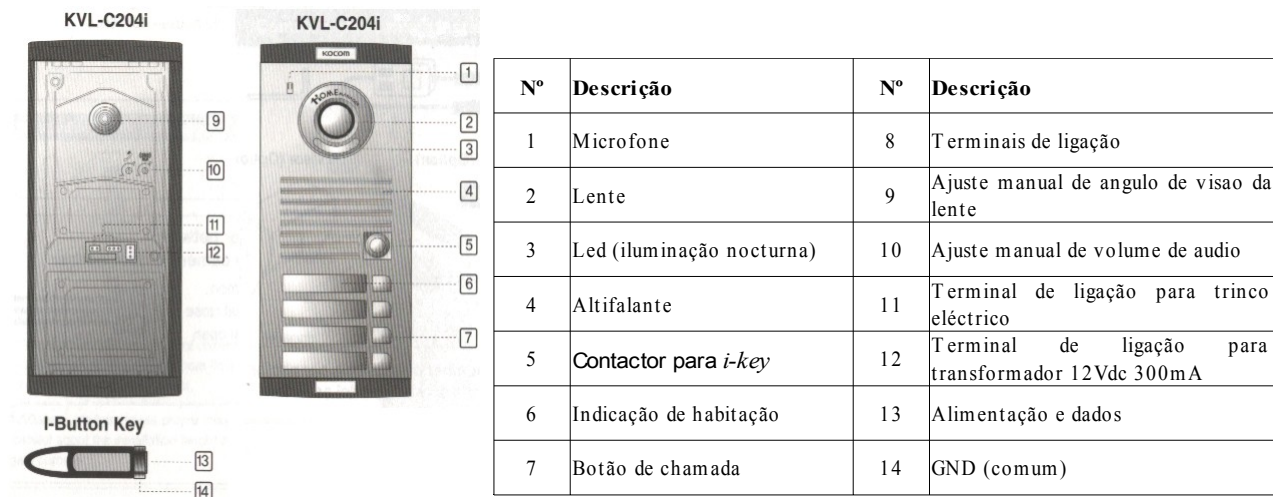 KVL-C204i
KVL-C204i
KOCOM
HOME
1
2
3
4
5
6
7
9
10
11
12
I-Button Key
13
14
Nº Descrição Nº Descrição
1 Microfone 8 Terminais de ligação
2 Lente 9 Ajuste manual de angulo de visao da
lente
3 Led (iluminação nocturna) 10 Ajuste manual de volume de audio
4 Altifalante 11 Terminal de ligação para trinco
eléctrico
5 Contactor para i-key 12 Terminal de ligação para
transformador 12Vdc 300mA
6 Indicação de habitação 13 Alimentação e dados
7 Botão de chamada 14 GND (comum)